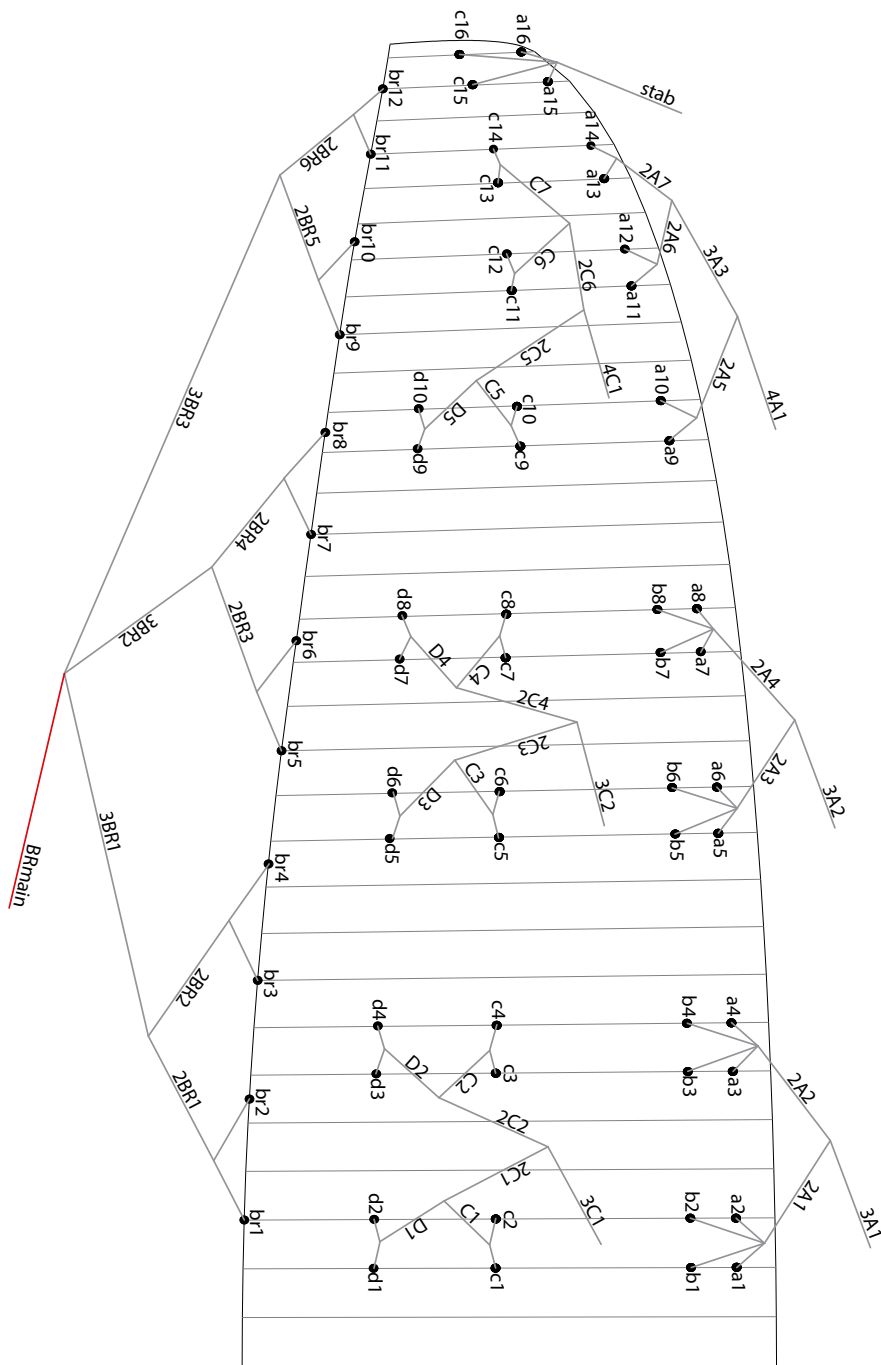 c16
a16
stab
c15
a15
br12
c14
a14
2BR6
br11
c13
C7
a13
2A7
2BR5
br10
c12
C6
2C6
a12
2A6
3A3
c11
a11
br9
2C5
3BR3
d10
D5
C5
c10
4C1
a10
2A5
4A1
br8
d9
c9
a9
2BR4
br7
3BR2
2BR3
d8
c8
b8
a8
br6
D4
C4
d7
c7
b7
a7
2A4
2C4
br5
2C3
d6
D3
C3
c6
3C2
b6
a6
2A3
3A2
3BR1
d5
c5
b5
a5
BRmain
br4
2BR2
br3
d4
c4
b4
a4
D2
C2
d3
c3
b3
a3
2A2
2BR1
br2
2C2
2C1
br1
d2
D1
C1
c2
3C1
b2
a2
2A1
3A1
d1
c1
b1
a1